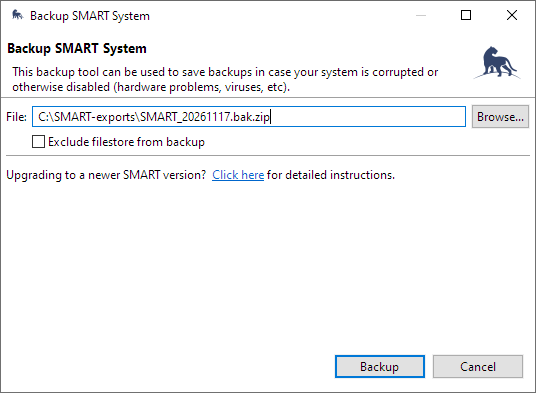 Backup SMART System
Backup SMART System
This backup tool can be used to save backups in case your system is corrupted or
otherwise disabled (hardware problems, viruses, etc).
File: C:\SMART-exports\SMART_20261117.bak.zip Browse...
Exclude filestore from backup
Upgrading to a newer SMART version? Click here for detailed instructions.
Backup Cancel